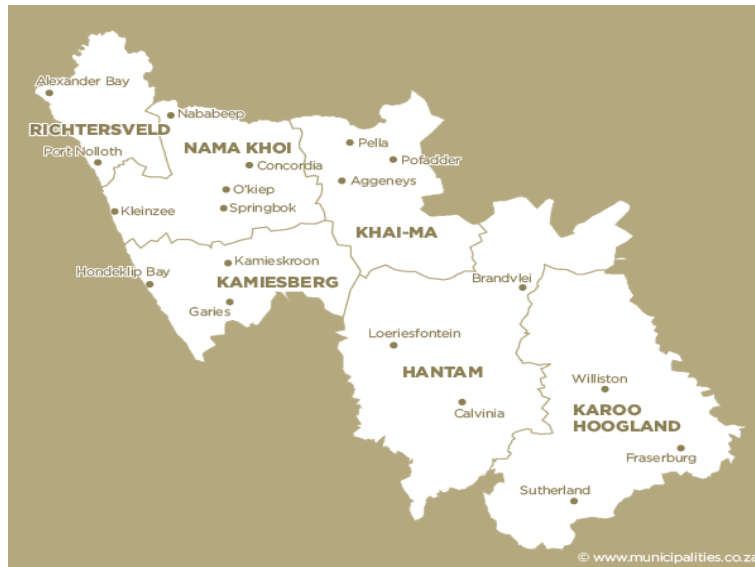 Alexander Bay
Nababeep
RICHTERSVELD
Port Nolloth
NAMA KHOI
Pella
Pofadder
Concordia
Aggeneys
O'kiep
Kleinzee
Springbok
KHAI-MA
Kamieskroon
Hondeklip Bay
KAMIESBERG
Brandvlei
Garies
Loeriesfontein
HANTAM
Williston
Calvinia
KAROO
HOOGLAND
Fraserburg
Sutherland
© www.municipalities.co.za